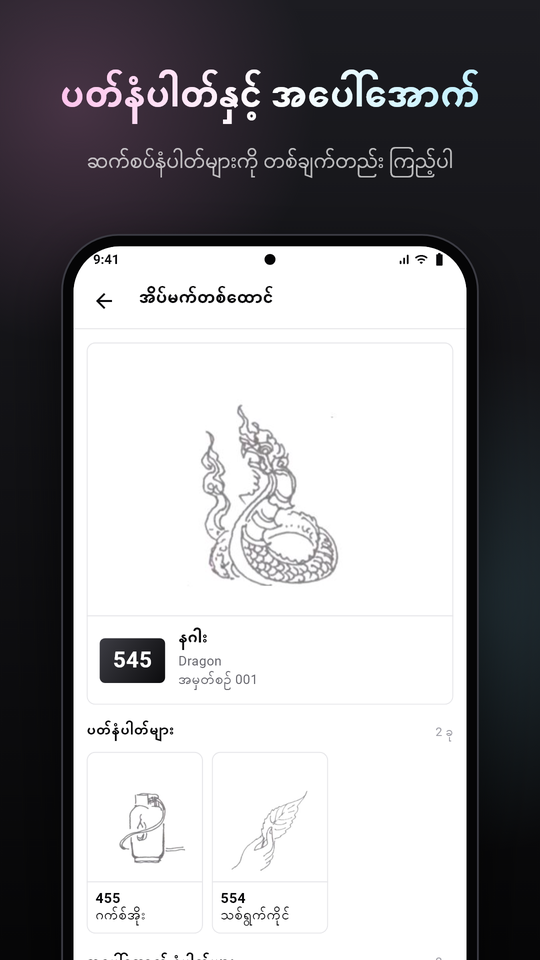 ပတ်နံပါတ်နှင့် အပေါ်အောက်
ဆက်စပ်နံပါတ်များကို တစ်ချက်တည်း ကြည့်ပါ
9:41
အိပ်မက်တစ်ထောင်
545
နဂါး
Dragon
အမှတ်စဉ် 001
ပတ်နံပါတ်များ
2 ခု
455
ဂက်စ်အိုး
554
သစ်ရွက်ကိုင်